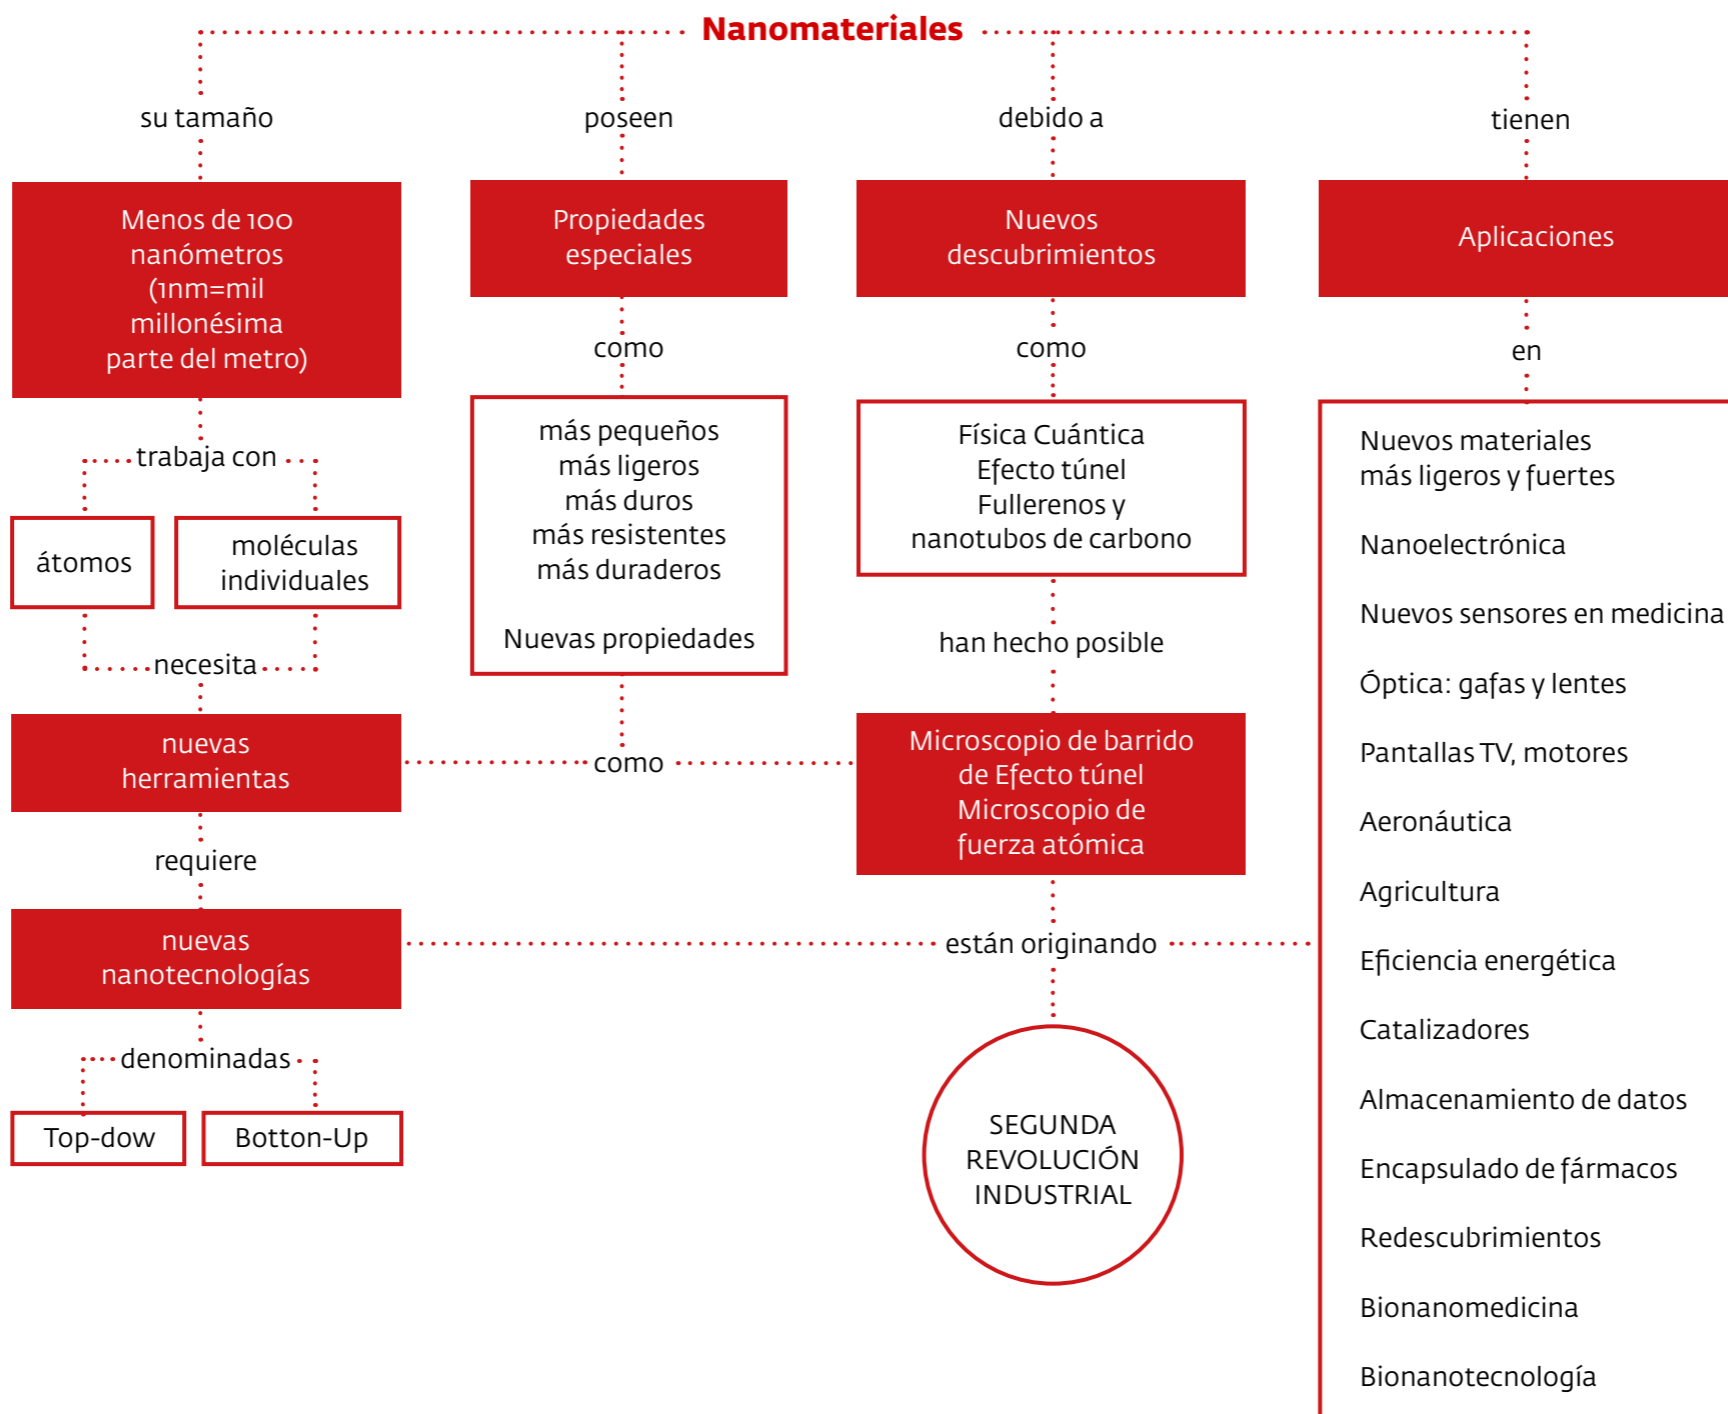 Nanomateriales
su tamaño
Menos de 100
nanómetros
(1nm=mil
millonésima
parte del metro)
trabaja con
átomos
moléculas
individuales
necesita
nuevas
herramientas
requiere
nuevas
nanotecnologías
denominadas
Top-dow
Botton-Up
poseen
Propiedades
especiales
como
más pequeños
más ligeros
más duros
más resistentes
más duraderos
Nuevas propiedades
como
debido a
Nuevos
descubrimientos
como
Física Cuántica
Efecto túnel
Fullerenos y
nanotubos de carbono
han hecho posible
Microscopio de barrido
de Efecto túnel
Microscopio de
fuerza atómica
están originando
SEGUNDA
REVOLUCIÓN
INDUSTRIAL
tienen
Aplicaciones
en
Nuevos materiales
más ligeros y fuertes
Nanoelectrónica
Nuevos sensores en medicina
Óptica: gafas y lentes
Pantallas TV, motores
Aeronáutica
Agricultura
Eficiencia energética
Catalizadores
Almacenamiento de datos
Encapsulado de fármacos
Redescubrimientos
Bionanomedicina
Bionanotecnología